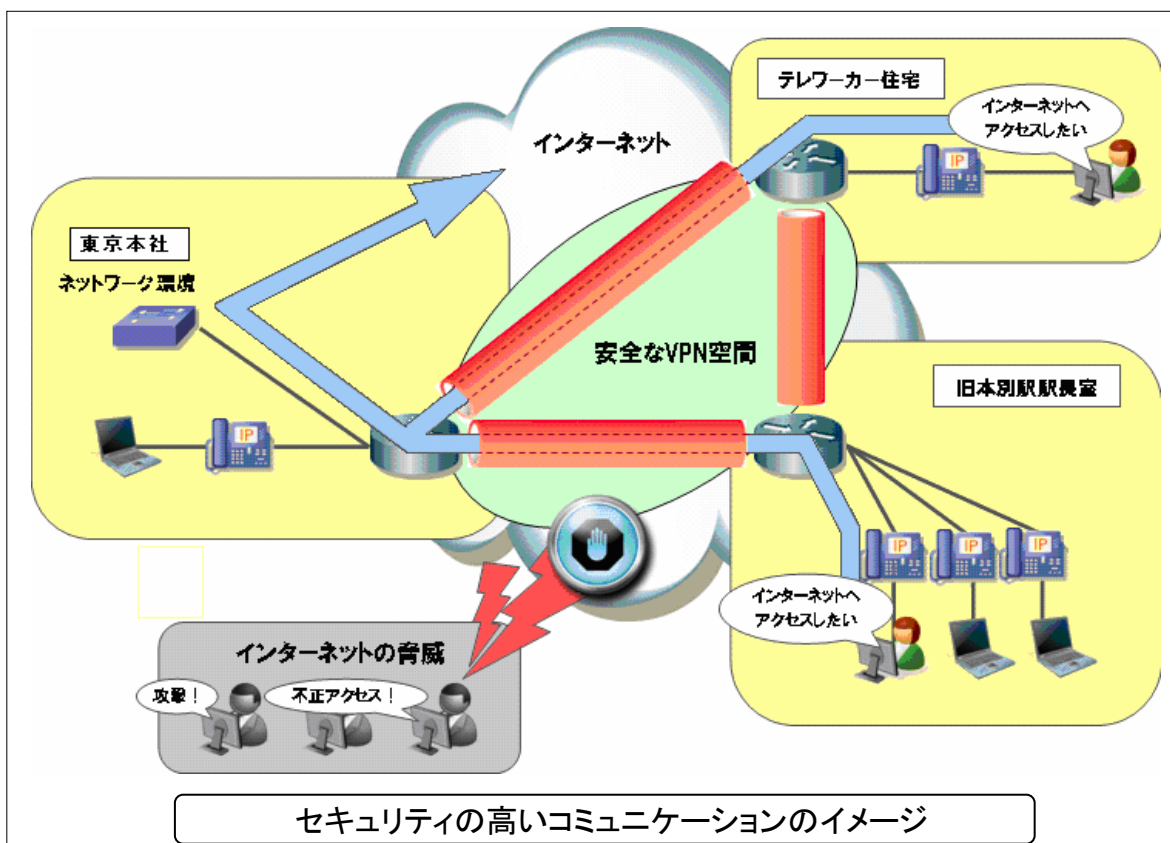 テレワーカー住宅
インターネットへ
アクセスしたい
IP
インターネット
東京本社
ネットワーク環境
安全なVPN空間
旧本別駅駅長室
IP
IP
IP
IP
インターネットへ
アクセスしたい
インターネットの脅威
攻撃！
不正アクセス！
セキュリティの高いコミュニケーションのイメージ